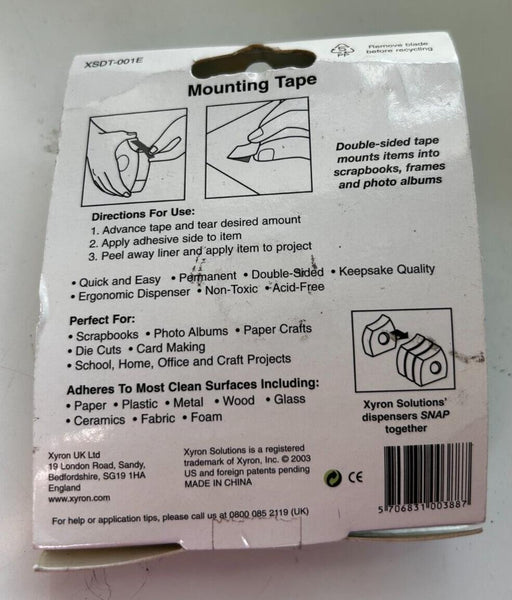 XSDT-001E
5
PP
Remove blade
before recycling
Mounting Tape
Double-sided tape
mounts items into
scrapbooks, frames
and photo albums
Directions For Use:
1. Advance tape and tear desired amount
2. Apply adhesive side to item
3. Peel away liner and apply item to project
• Quick and Easy • Permanent • Double-Sided • Keepsake Quality
• Ergonomic Dispenser • Non-Toxic • Acid-Free
Perfect For:
• Scrapbooks • Photo Albums • Paper Crafts
• Die Cuts • Card Making
• School, Home, Office and Craft Projects
Adheres To Most Clean Surfaces Including:
• Paper • Plastic • Metal • Wood • Glass
• Ceramics • Fabric • Foam
Xyron Solutions'
dispensers SNAP
together
Xyron UK Ltd
19 London Road, Sandy,
Bedfordshire, SG19 1HA
England
www.xyron.com
Xyron Solutions is a registered
trademark of Xyron, Inc. © 2003
US and foreign patents pending
MADE IN CHINA
CE
5 706831 003887
For help or application tips, please call us at 0800 085 2119 (UK)